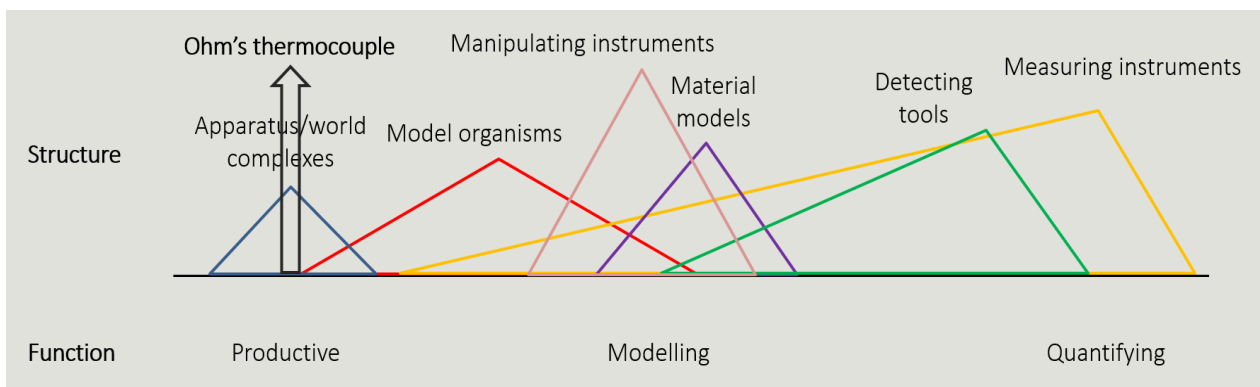 Ohm's thermocouple
Manipulating instruments
Measuring instruments
Detecting
tools
Material
models
Apparatus/world
complexes
Model organisms
Structure
Function
Productive
Modelling
Quantifying